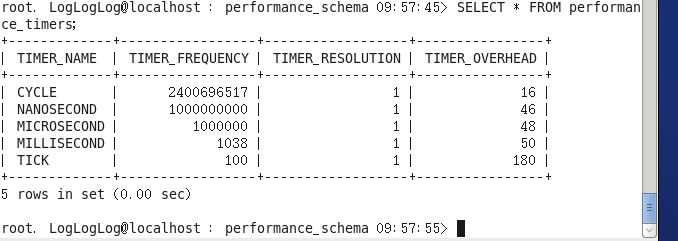 root. LogLogLog@localhost : performance_schema 09:57:45> SELECT * FROM performan
ce_timers;
+-------------+-----------------+------------------+----------------+
| TIMER_NAME | TIMER_FREQUENCY | TIMER_RESOLUTION | TIMER_OVERHEAD |
+-------------+-----------------+------------------+----------------+
| CYCLE | 2400696517 | 1 | 16 |
| NANOSECOND | 1000000000 | 1 | 46 |
| MICROSECOND | 1000000 | 1 | 48 |
| MILLISECOND | 1038 | 1 | 50 |
| TICK | 100 | 1 | 180 |
+-------------+-----------------+------------------+----------------+
5 rows in set (0.00 sec)
root. LogLogLog@localhost : performance_schema 09:57:55>